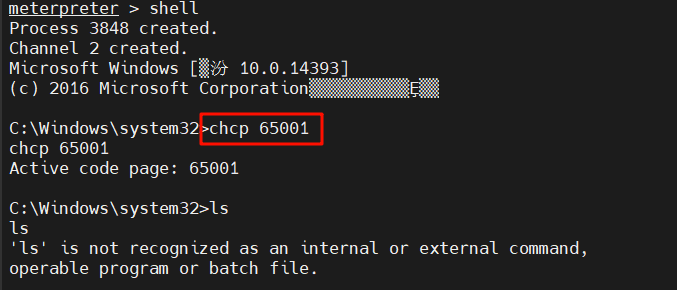 meterpreter > shell
Process 3848 created.
Channel 2 created.
Microsoft Windows [▒汾 10.0.14393]
(c) 2016 Microsoft Corporation
C:\Windows\system32>chcp 65001
chcp 65001
Active code page: 65001
C:\Windows\system32>ls
ls
'ls' is not recognized as an internal or external command,
operable program or batch file.